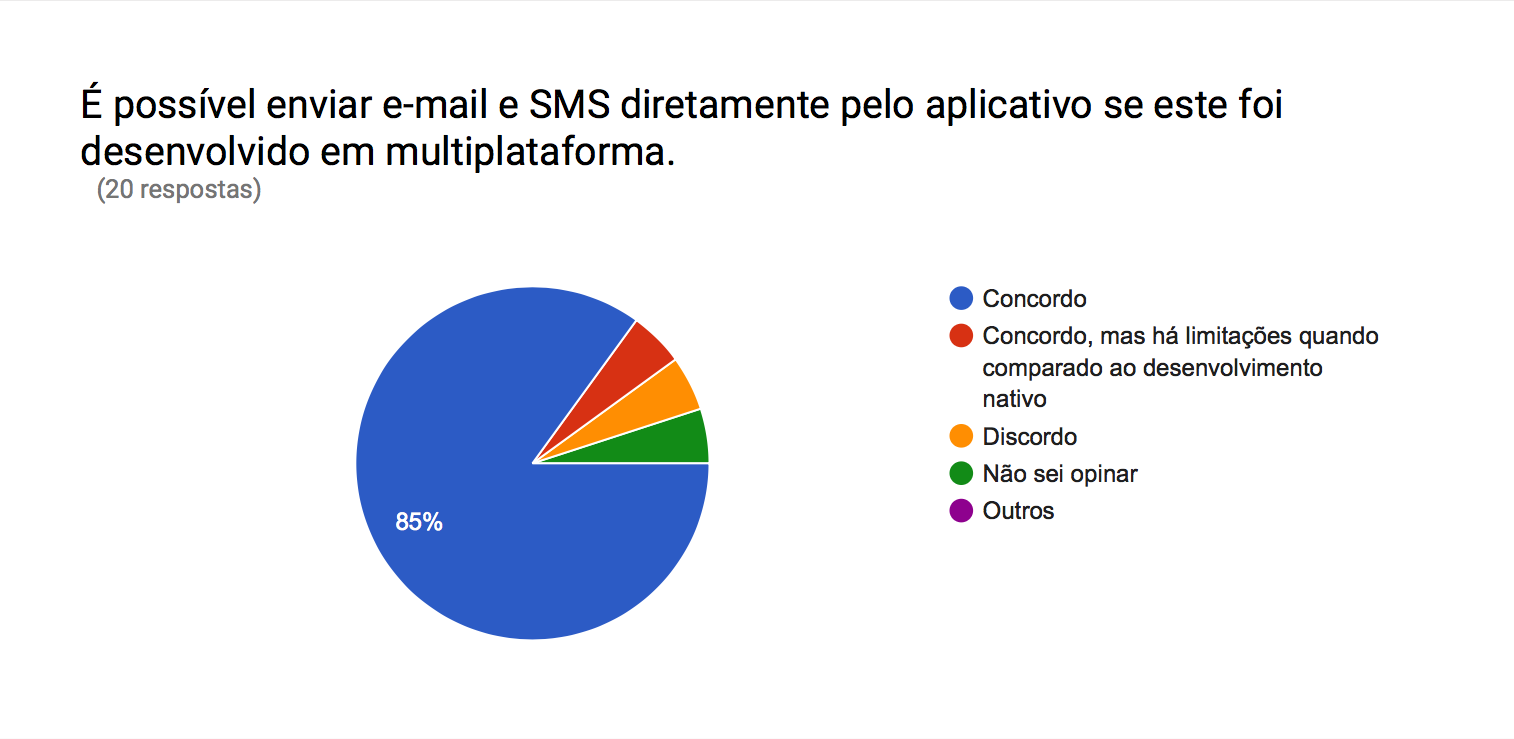 É possível enviar e-mail e SMS diretamente pelo aplicativo se este foi
desenvolvido em multiplataforma.
(20 respostas)
85%
Concordo
Concordo, mas há limitações quando
comparado ao desenvolvimento
nativo
Discordo
Não sei opinar
Outros